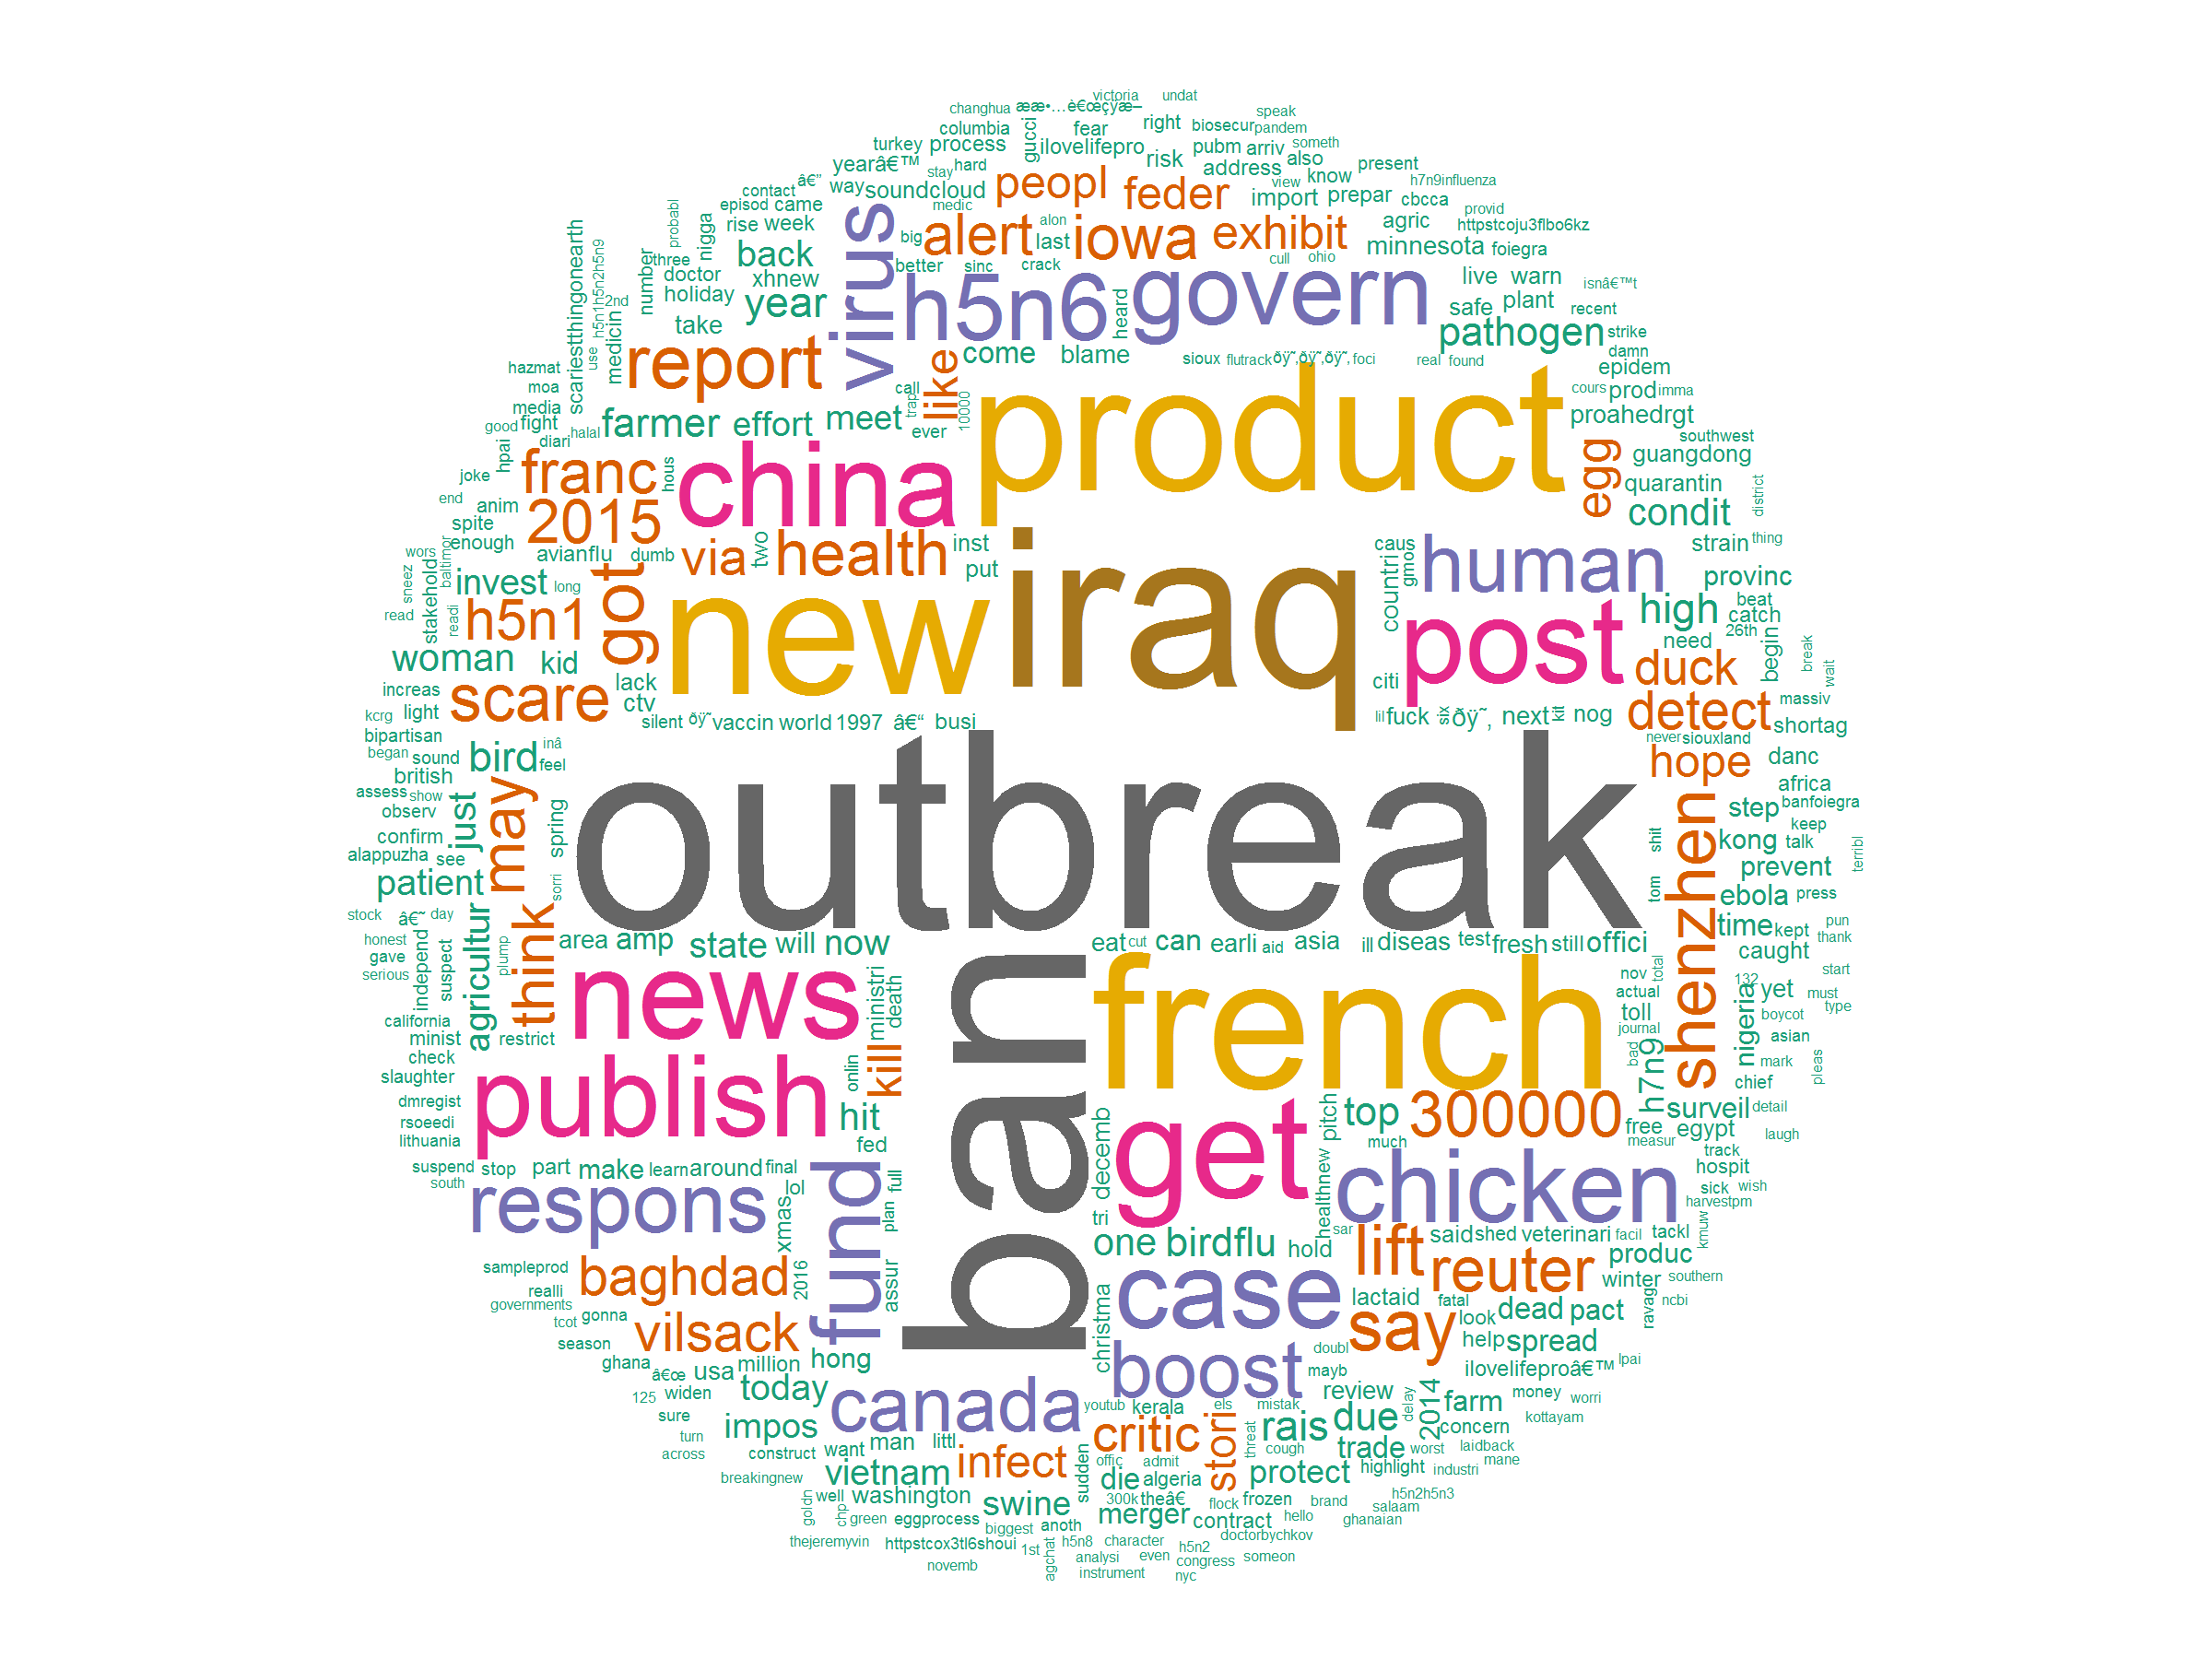 changhua æœ•…è€œçÿæ– victoria undat
columbia gucci fear right biosecur speak
turkey process ilovelifepro pubm arriv pandem someth
yearâ€™ stay hard risk address also present
contact â€” way soundcloud peopl feder view know h7n9influenza
episod came medic import prepar cbcca provid
probabl nigga rise week virus big alert alon last iowa exhibit agric httpstcoju3flbo6kz
back better sinc crack cull ohio minnesota foiegra
h5n1h5n2h5n9 three doctor xhnew h5n6 govern live warn isnâ€™t
scariestthingonearth 2nd number holiday year heard safe plant recent
use medicin take report like come blame pathogen strike
hazmat sioux flutrack ðÿ˜‚ðÿ˜‚ðÿ˜‚ foci real found damn
moa call product epidem
media trap 10000 cours prod imma
good fight farmer effort meet ever proahedrgt
diari halal southwest
joke hpai franc hous china egg guangdong
end anim 2015 quarantin district
spite condit
enough avianflu dumb via two health inst iraq caus human strain thing
wors baltimor sneez stakehold invest long got put countri gmos provinc
read readi h5n1 new post high beat catch
woman kid need 26th begin break wait
increas scare lack citi duck
kcrg light ctv silent ðÿ˜ vaccin world 1997 â€“ busi lil fuck six ðÿ˜‚ next kit nog detect massiv
bipartisan never siouxland shortag
began sound bird inâ feel outbreak hope danc
british africa
assess show just may spring shenzhen step banfoiegra
observ keep
confirm shit kong talk terribl
alappuzha see prevent
patient sorri tom ebola press
stock â€˜ day time kept pun
honest think area amp state will now ban eat cut can earli aid asia ill diseas test fresh still offici thank
gave independ suspect agricultur plump caught
serious news ministri death french nov total 132 yet start
actual must type
california toll nigeria boycot
minist restrict journal asian
check kill onlin bad h7n9 mark pleas
slaughter publish chief
dmregist hit get decemb pitch top 300000 surveil detail
rsoeedi free egypt laugh
lithuania fed much measur track
suspend stop part make learn around final chicken hospit
south respons lol fund full tri healthnew sick wish
xmas plan one birdflu hold sar lift harvestpm kmuw
said shed veterinari facil tackl
sampleprod baghdad 2016 assur case reuter produc
realli christma lactaid winter southern
governments gonna fatal dead pact ravag ncbi
tcot vilsack say look
season hong boost doubl help spread
ghana â€œ usa million mayb ilovelifeproâ€™ lpai
125 widen today canada review 2014 farm money worri
sure impos youtub kerala els mistak rais due delay concern kottayam
turn critic stori
across construct want man littl threat cough trade worst laidback
breakingnew vietnam infect sudden offic admit highlight industri mane
die algeria protect
goldn well washington swine 300k theâ€ flock frozen brand h5n2h5n3 salaam
chp green eggprocess biggest anoth merger contract hello ghanaian
thejeremyvin httpstcox3tl6shoui 1st h5n8 character doctorbychkov
agchat analysi even h5n2 congress someon
novemb instrument nyc